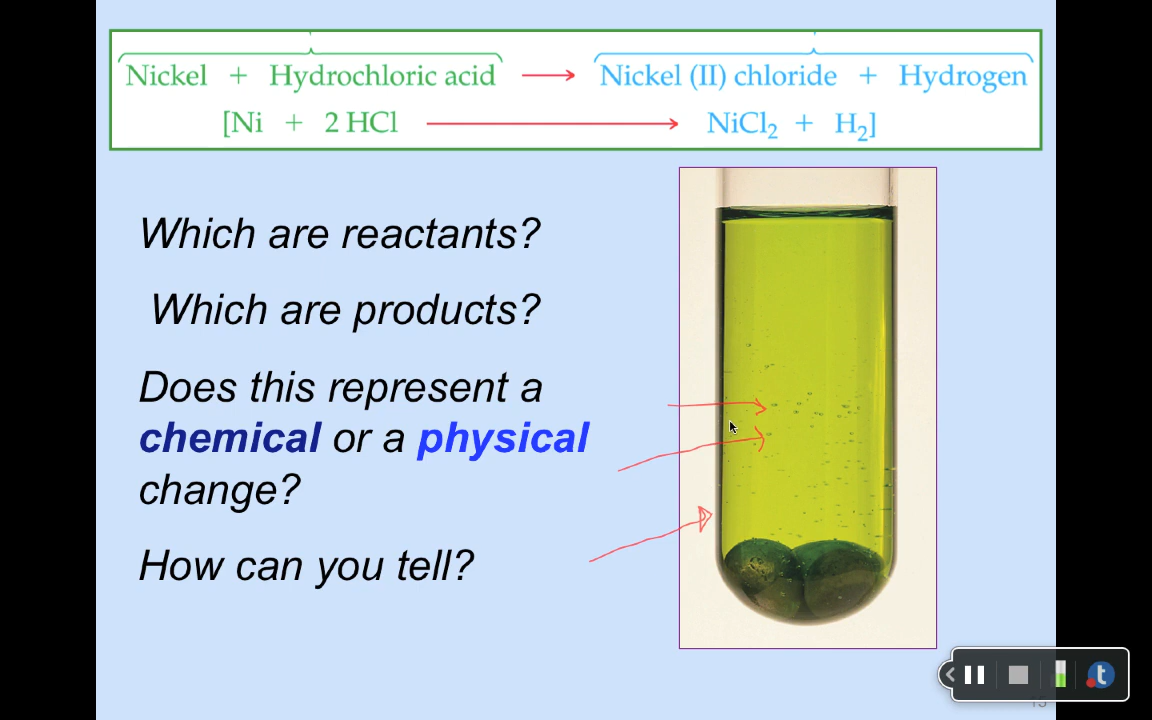 Nickel + Hydrochloric acid ⟶ Nickel (II) chloride + Hydrogen
[Ni + 2 HCl ⟶ NiCl₂ + H₂]
Which are reactants?
Which are products?
Does this represent a
chemical or a physical
change?
How can you tell?
t
15